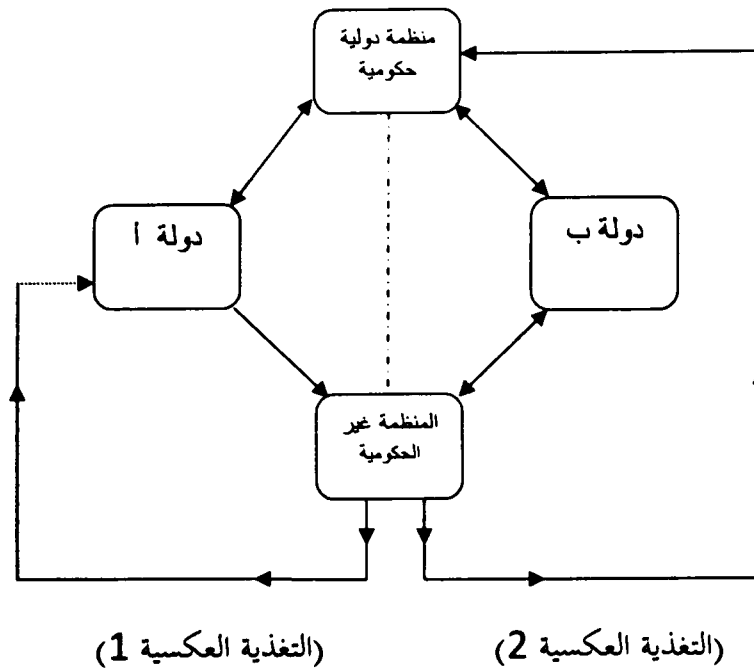 منظمة دولية
حكومية
دولة ب
دولة أ
المنظمة غير
الحكومية
(التغذية العكسية 2)
(التغذية العكسية 1)